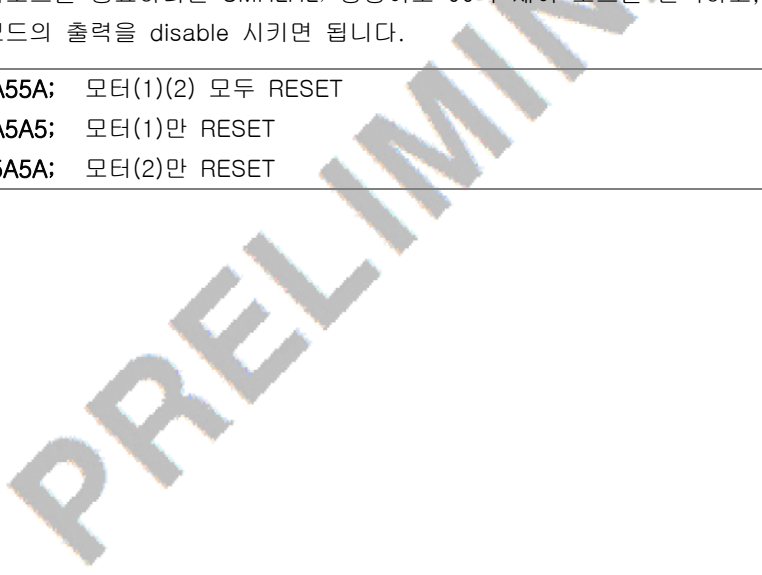 모드의 출력을 disable 시키면 됩니다.
A55A; 모터(1)(2) 모두 RESET
A5A5; 모터(1)만 RESET
5A5A; 모터(2)만 RESET
PRELIMIN